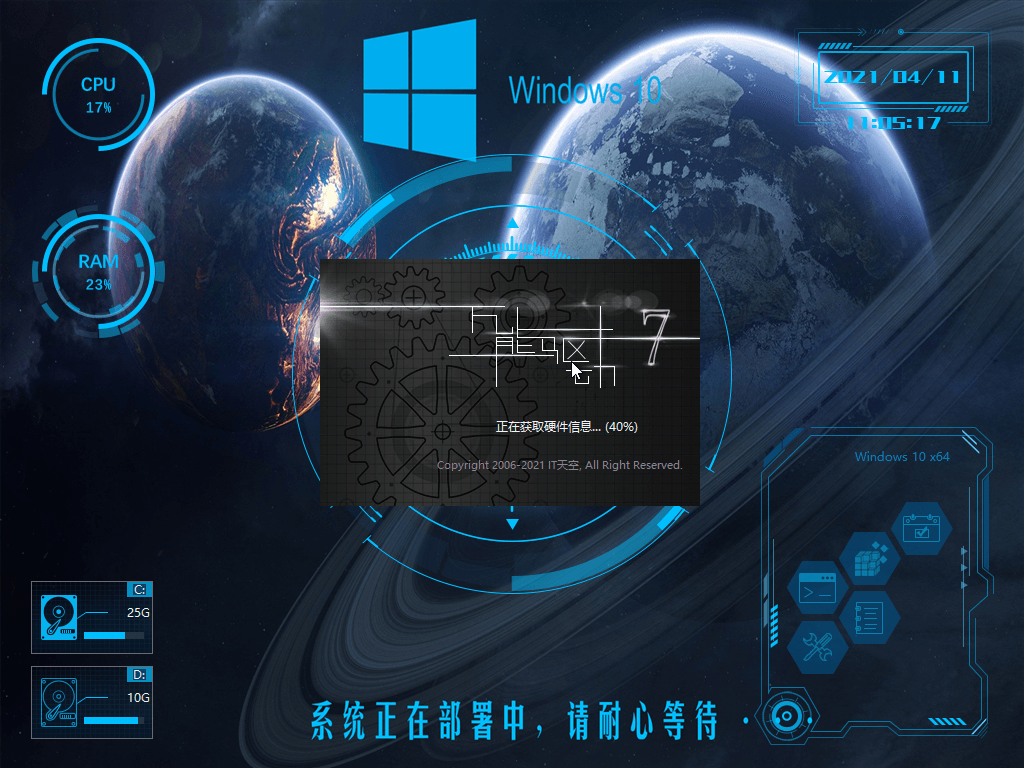 CPU
17%
Windows 10
2021/04/11
11:05:17
RAM
23%
7
正在获取硬件信息... (40%)
Copyright 2006-2021 IT天空, All Right Reserved.
Windows 10 x64
C:
25G
D:
10G
系统正在部署中，请耐心等待 ·